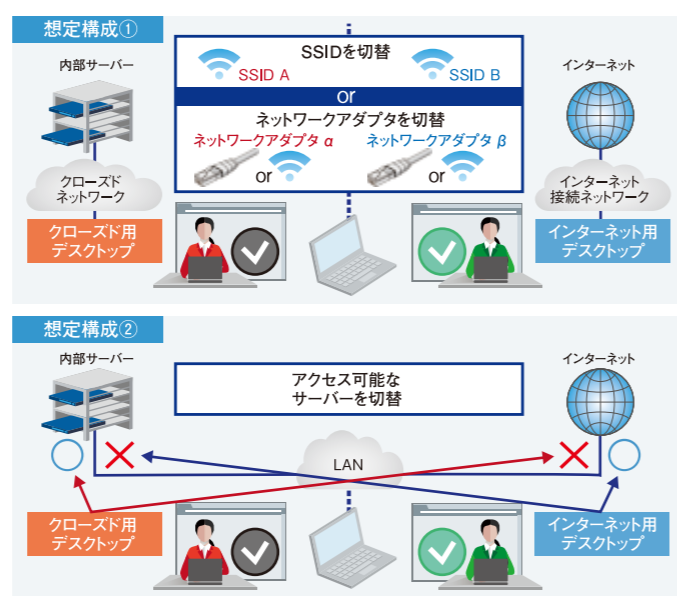 想定構成①
SSIDを切替
SSID A
SSID B
内部サーバー
インターネット
or
ネットワークアダプタを切替
ネットワークアダプタ α
ネットワークアダプタ β
or
or
クローズド
ネットワーク
インターネット
接続ネットワーク
クローズド用
デスクトップ
インターネット用
デスクトップ
想定構成②
内部サーバー
インターネット
アクセス可能な
サーバーを切替
LAN
クローズド用
デスクトップ
インターネット用
デスクトップ